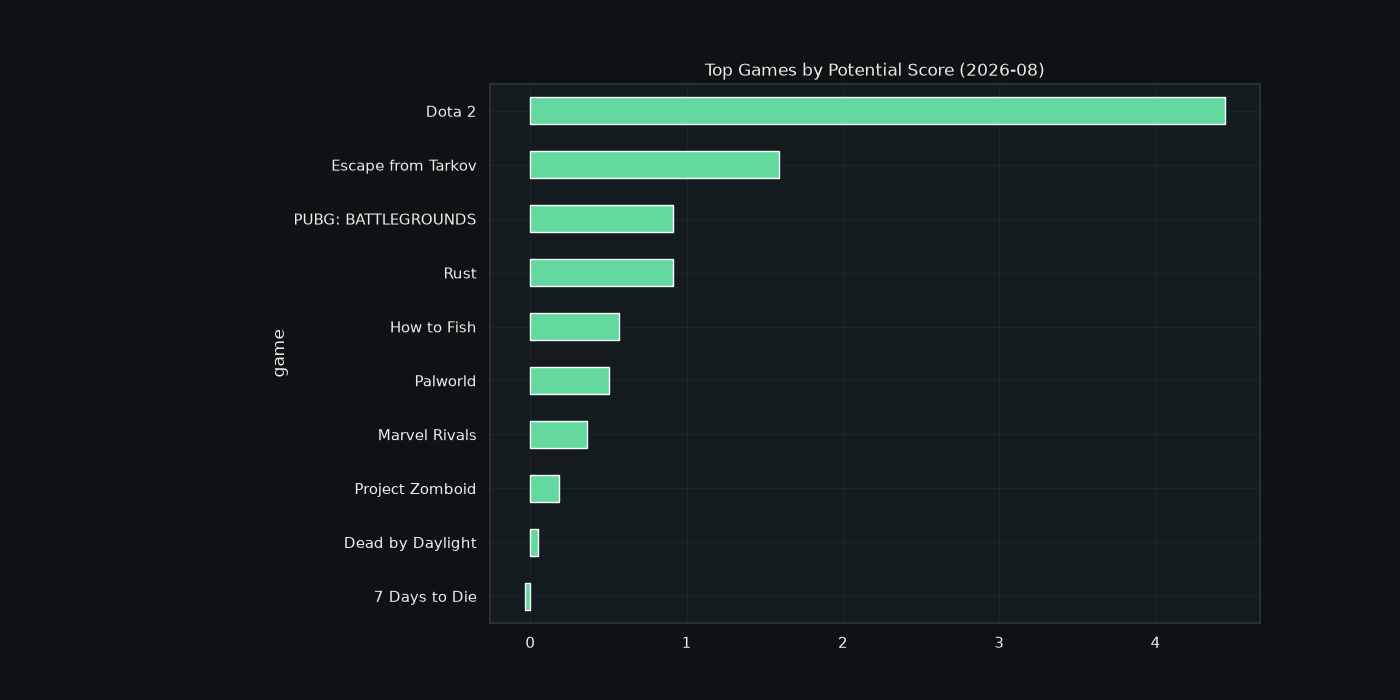 Top Games by Potential Score (2026-08)
Dota 2
Escape from Tarkov
PUBG: BATTLEGROUNDS
Rust
How to Fish
Palworld
Marvel Rivals
Project Zomboid
Dead by Daylight
7 Days to Die
game
0 1 2 3 4